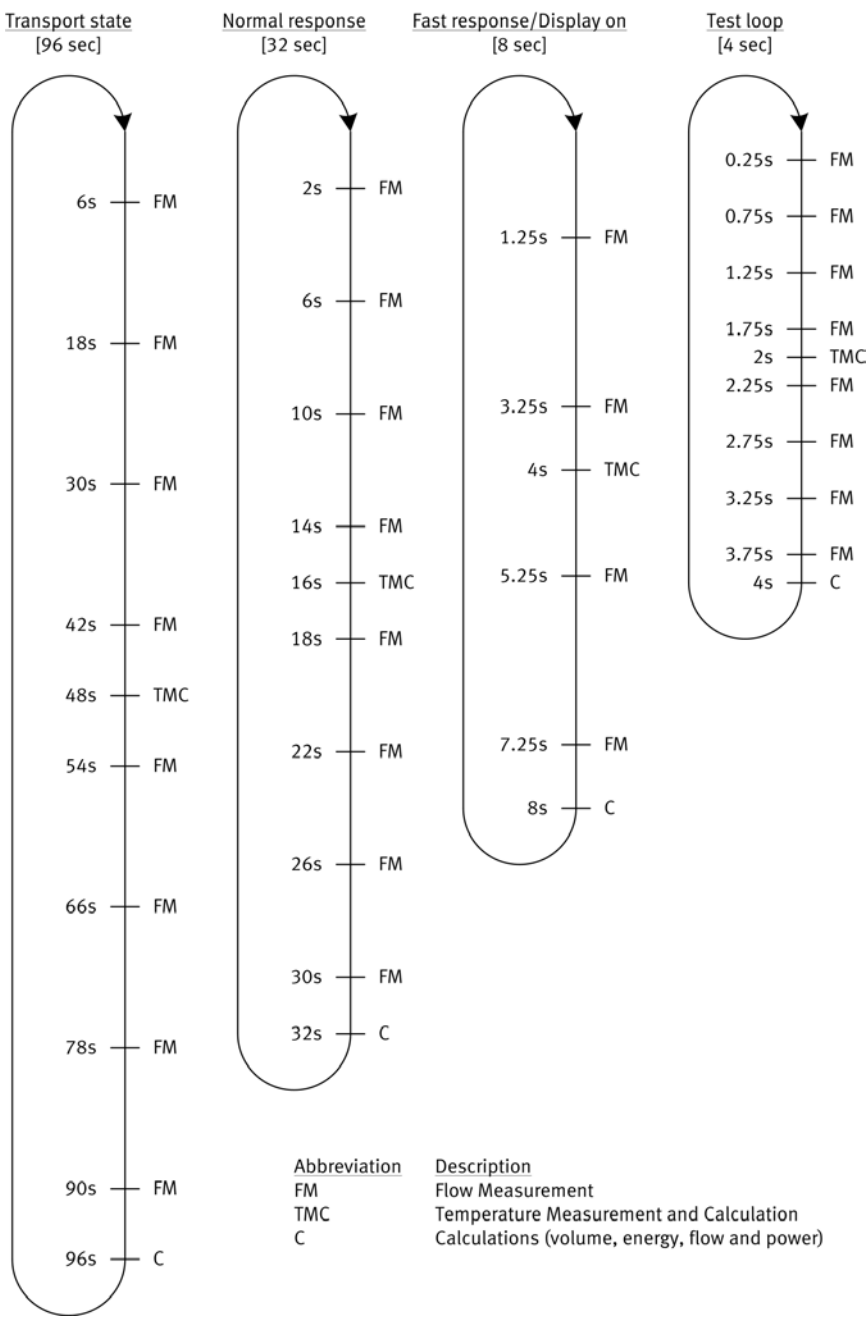 Transport state
[96 sec]
6s FM
18s FM
30s FM
42s FM
48s TMC
54s FM
66s FM
78s FM
90s FM
96s C
Normal response
[32 sec]
2s FM
6s FM
10s FM
14s FM
16s TMC
18s FM
22s FM
26s FM
30s FM
32s C
Fast response/Display on
[8 sec]
1.25s FM
3.25s FM
4s TMC
5.25s FM
7.25s FM
8s C
Test loop
[4 sec]
0.25s FM
0.75s FM
1.25s FM
1.75s FM
2s TMC
2.25s FM
2.75s FM
3.25s FM
3.75s FM
4s C
Abbreviation Description
FM Flow Measurement
TMC Temperature Measurement and Calculation
C Calculations (volume, energy, flow and power)